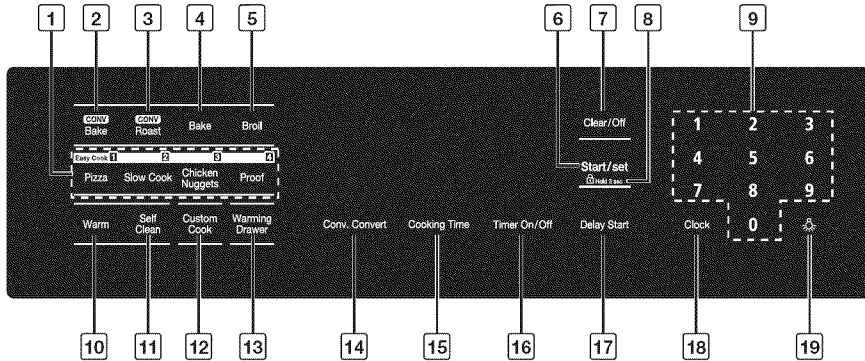 1 2 3 4 5 6 7 8 9
CONV Bake
CONV Roast
Bake
Broil
Clear/Off
1 2 3
Easy Cook 1 2 3 4
Pizza
Slow Cook
Chicken
Nuggets
Proof
Start/set
Hold 3 sec
4 5 6
7 8 9
Warm
Self
Clean
Custom
Cook
Warming
Drawer
Conv. Convert
Cooking Time
Timer On/Off
Delay Start
Clock
0
10 11 12 13 14 15 16 17 18 19